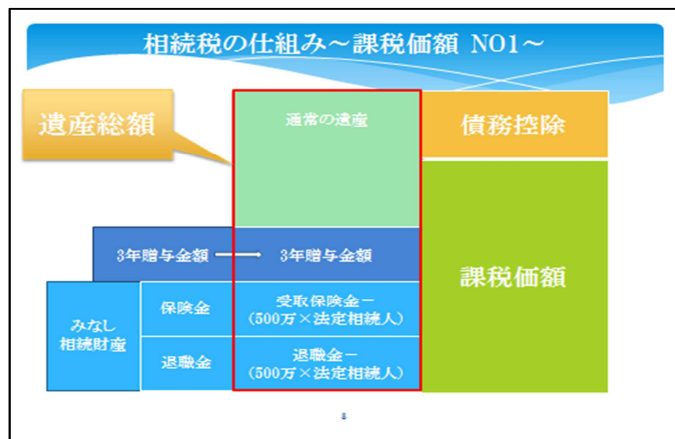 相続税の仕組み～課税価額 NO1～
遺産総額
通常の遺産
債務控除
3年贈与金額
3年贈与金額
課税価額
みなし
相続財産
保険金
受取保険金－
(500万×法定相続人)
退職金
退職金－
(500万×法定相続人)